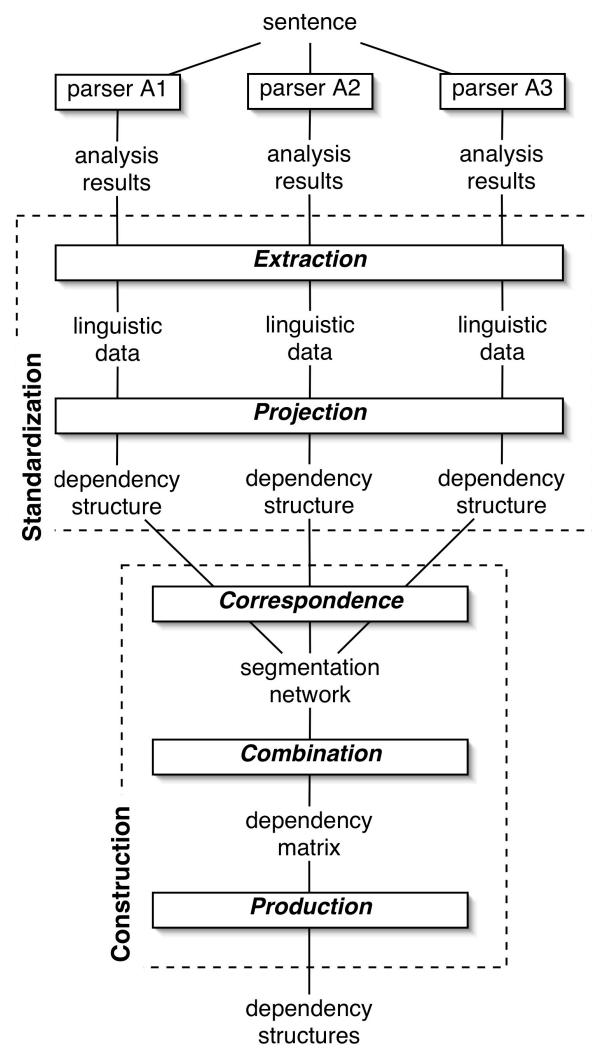 sentence
parser A1
parser A2
parser A3
analysis
results
analysis
results
analysis
results
Standardization
Extraction
linguistic
data
linguistic
data
linguistic
data
Projection
dependency
structure
dependency
structure
dependency
structure
Construction
Correspondence
segmentation
network
Combination
dependency
matrix
Production
dependency
structures